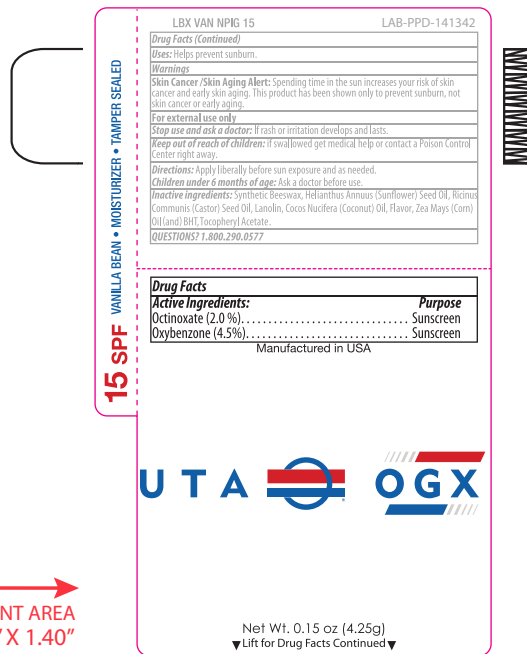 LBX VAN NPIG 15 LAB-PPD-141342
Drug Facts (Continued)
Uses: Helps prevent sunburn.
Warnings
Skin Cancer /Skin Aging Alert: Spending time in the sun increases your risk of skin
cancer and early skin aging. This product has been shown only to prevent sunburn, not
skin cancer or early aging.
For external use only
Stop use and ask a doctor: If rash or irritation develops and lasts.
Keep out of reach of children: If swallowed get medical help or contact a Poison Control
Center right away.
Directions: Apply liberally before sun exposure and as needed.
Children under 6 months of age: Ask a doctor before use.
Inactive ingredients: Synthetic Beeswax, Helianthus Annuus (Sunflower) Seed Oil, Ricinus
Communis (Castor) Seed Oil, Lanolin, Cocos Nucifera (Coconut) Oil, Flavor, Zea Mays (Corn)
Oil (and) BHT, Tocopheryl Acetate.
QUESTIONS? 1.800.290.0577
15 SPF VANILLA BEAN • MOISTURIZER • TAMPER SEALED
Drug Facts
Active Ingredients: Purpose
Octinoxate (2.0 %)............................. Sunscreen
Oxybenzone (4.5%)............................ Sunscreen
Manufactured in USA
UTA OGX
NT AREA
" X 1.40"
Net Wt. 0.15 oz (4.25g)
▼Lift for Drug Facts Continued▼